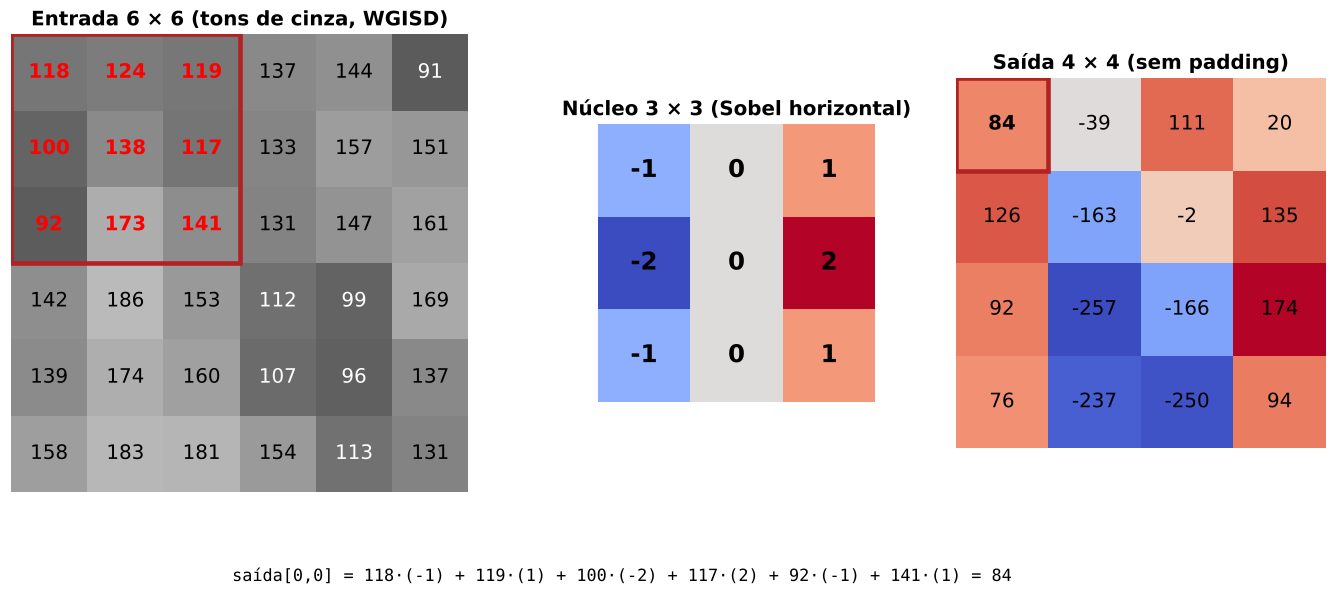 Entrada 6 × 6 (tons de cinza, WGISD)
118 124 119 137 144 91
100 138 117 133 157 151
92 173 141 131 147 161
142 186 153 112 99 169
139 174 160 107 96 137
158 183 181 154 113 131
Núcleo 3 × 3 (Sobel horizontal)
-1 0 1
-2 0 2
-1 0 1
Saída 4 × 4 (sem padding)
84 -39 111 20
126 -163 -2 135
92 -257 -166 174
76 -237 -250 94
saída[0,0] = 118·(-1) + 119·(1) + 100·(-2) + 117·(2) + 92·(-1) + 141·(1) = 84